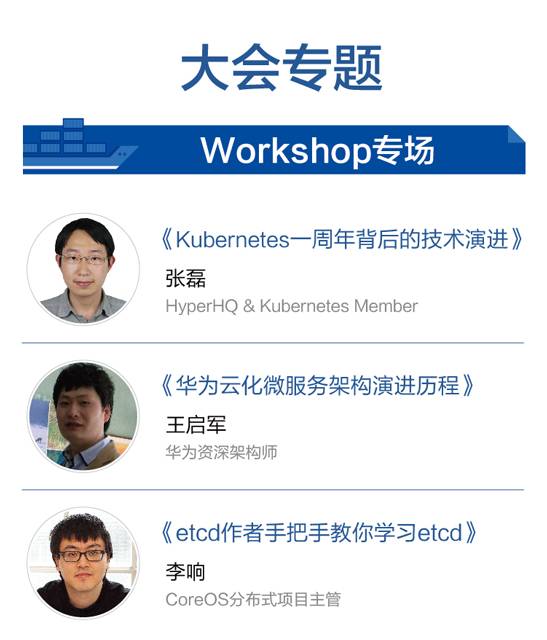 大会专题
Workshop专场
《Kubernetes一周年背后的技术演进》
张磊
HyperHQ & Kubernetes Member
《华为云化微服务架构演进历程》
王启军
华为资深架构师
《etcd作者手把手教你学习etcd》
李响
CoreOS分布式项目主管